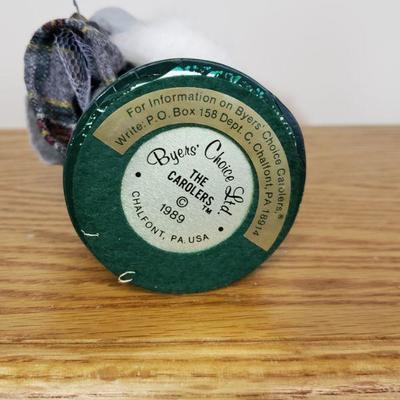 For Information on Byers' Choice Carolers,®
Write: P.O. Box 158 Dept. C, Chalfont, PA 18914
Byers' Choice Ltd.
THE
CAROLERS™
©
1989
CHALFONT, PA. USA